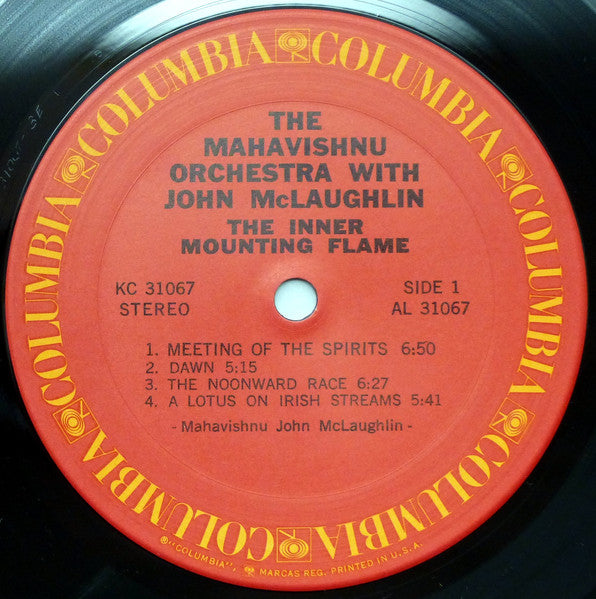 COLUMBIA COLUMBIA COLUMBIA COLUMBIA COLUMBIA COLUMBIA
THE
MAHAVISHNU
ORCHESTRA WITH
JOHN McLAUGHLIN
THE INNER
MOUNTING FLAME
KC 31067 SIDE 1
STEREO AL 31067
1. MEETING OF THE SPIRITS 6:50
2. DAWN 5:15
3. THE NOONWARD RACE 6:27
4. A LOTUS ON IRISH STREAMS 5:41
- Mahavishnu John McLaughlin -
® "COLUMBIA", MARCAS REG. PRINTED IN U.S.A.